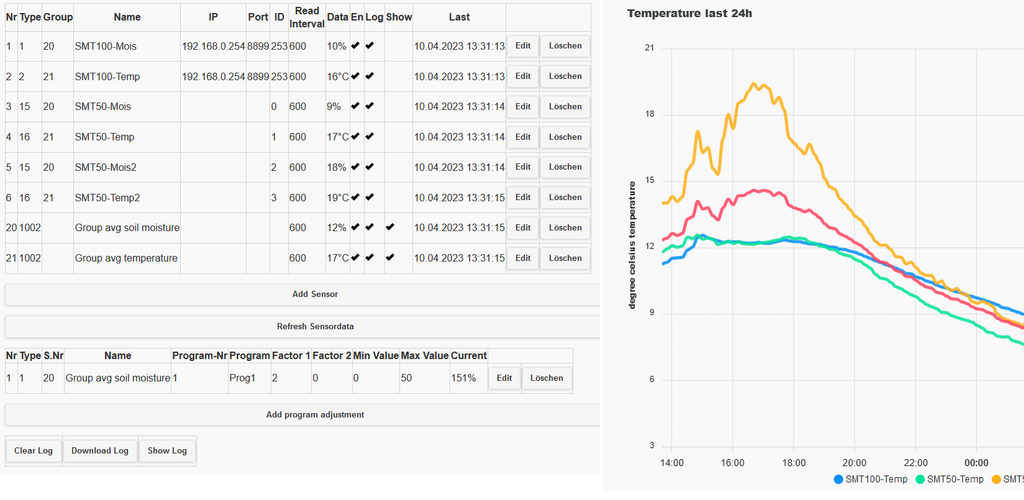 Nr Type Group Name IP Port ID Read Interval Data En Log Show Last
1 1 20 SMT100-Mois 192.168.0.254 8899 253 600 10% ✔ ✔ 10.04.2023 13:31:13 Edit Löschen
2 2 21 SMT100-Temp 192.168.0.254 8899 253 600 16°C ✔ ✔ 10.04.2023 13:31:13 Edit Löschen
3 15 20 SMT50-Mois 0 600 9% ✔ ✔ 10.04.2023 13:31:14 Edit Löschen
4 16 21 SMT50-Temp 1 600 17°C ✔ ✔ 10.04.2023 13:31:14 Edit Löschen
5 15 20 SMT50-Mois2 2 600 18% ✔ ✔ 10.04.2023 13:31:14 Edit Löschen
6 16 21 SMT50-Temp2 3 600 19°C ✔ ✔ 10.04.2023 13:31:15 Edit Löschen
20 1002 Group avg soil moisture 600 12% ✔ ✔ ✔ 10.04.2023 13:31:15 Edit Löschen
21 1002 Group avg temperature 600 17°C ✔ ✔ ✔ 10.04.2023 13:31:15 Edit Löschen
Add Sensor
Refresh Sensordata
Nr Type S.Nr Name Program-Nr Program Factor 1 Factor 2 Min Value Max Value Current
1 1 20 Group avg soil moisture 1 Prog1 2 0 0 50 151% Edit Löschen
Add program adjustment
Clear Log Download Log Show Log
Temperature last 24h
degree celsius temperature
21
18
15
12
9
6
3
14:00 16:00 18:00 20:00 22:00 00:00
SMT100-Temp SMT50-Temp SMT5